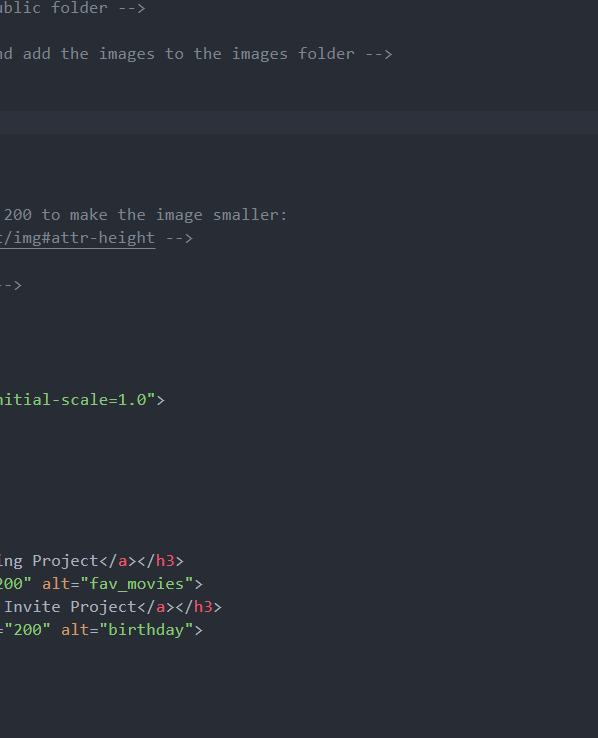 public folder -->
nd add the images to the images folder -->
200 to make the image smaller:
/img#attr-height -->
-->
nitial-scale=1.0">
ing Project</a></h3>
200" alt="fav_movies">
Invite Project</a></h3>
="200" alt="birthday">